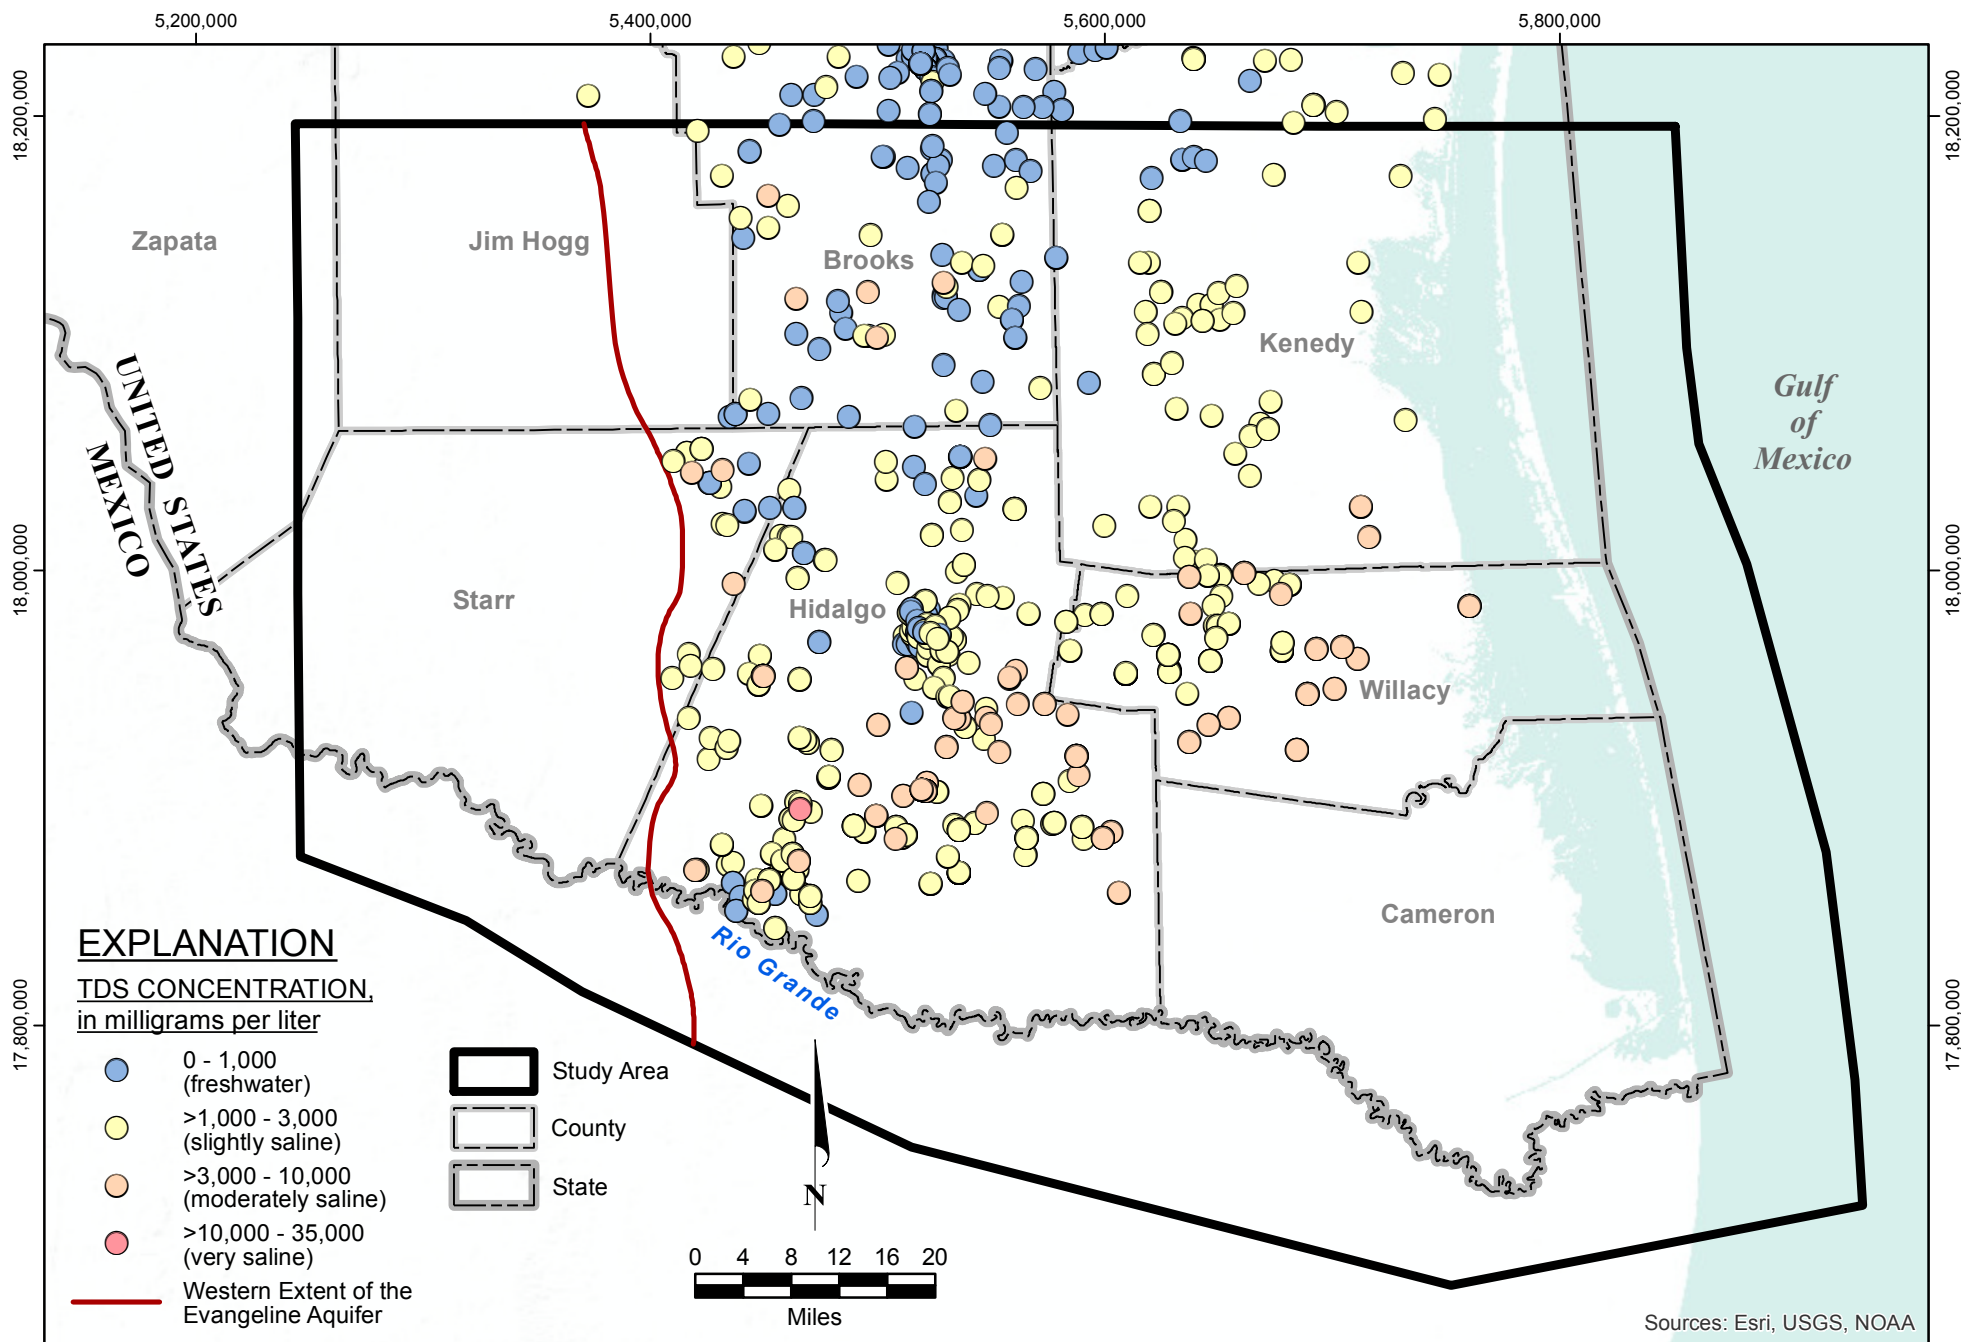 5,200,000
5,400,000
5,600,000
5,800,000
18,200,000
18,200,000
Zapata
Jim Hogg
Brooks
Kenedy
Gulf
of
Mexico
UNITED STATES
MEXICO
18,000,000
18,000,000
Starr
Hidalgo
Willacy
Cameron
Rio Grande
17,800,000
17,800,000
EXPLANATION
TDS CONCENTRATION,
in milligrams per liter
0 - 1,000
(freshwater)
>1,000 - 3,000
(slightly saline)
>3,000 - 10,000
(moderately saline)
>10,000 - 35,000
(very saline)
Western Extent of the
Evangeline Aquifer
Study Area
County
State
N
0 4 8 12 16 20
Miles
Sources: Esri, USGS, NOAA